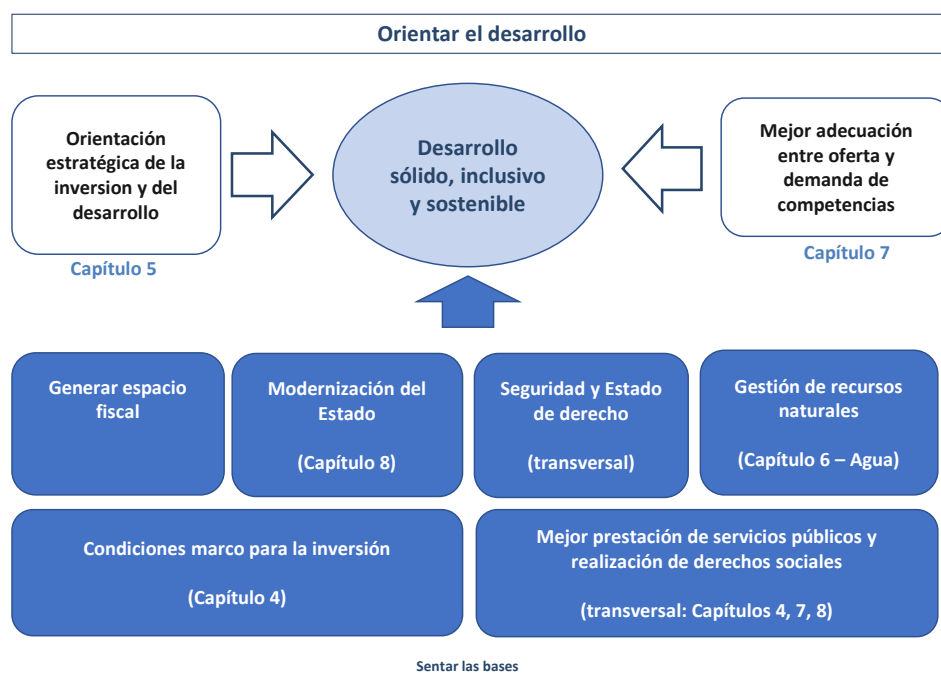 Orientar el desarrollo
Orientación
estratégica de la
inversion y del
desarrollo
Capítulo 5
Desarrollo
sólido, inclusivo
y sostenible
Mejor adecuación
entre oferta y
demanda de
competencias
Capítulo 7
Generar espacio
fiscal
Modernización del
Estado
(Capítulo 8)
Seguridad y Estado
de derecho
(transversal)
Gestión de recursos
naturales
(Capítulo 6 – Agua)
Condiciones marco para la inversión
(Capítulo 4)
Mejor prestación de servicios públicos y
realización de derechos sociales
(transversal: Capítulos 4, 7, 8)
Sentar las bases